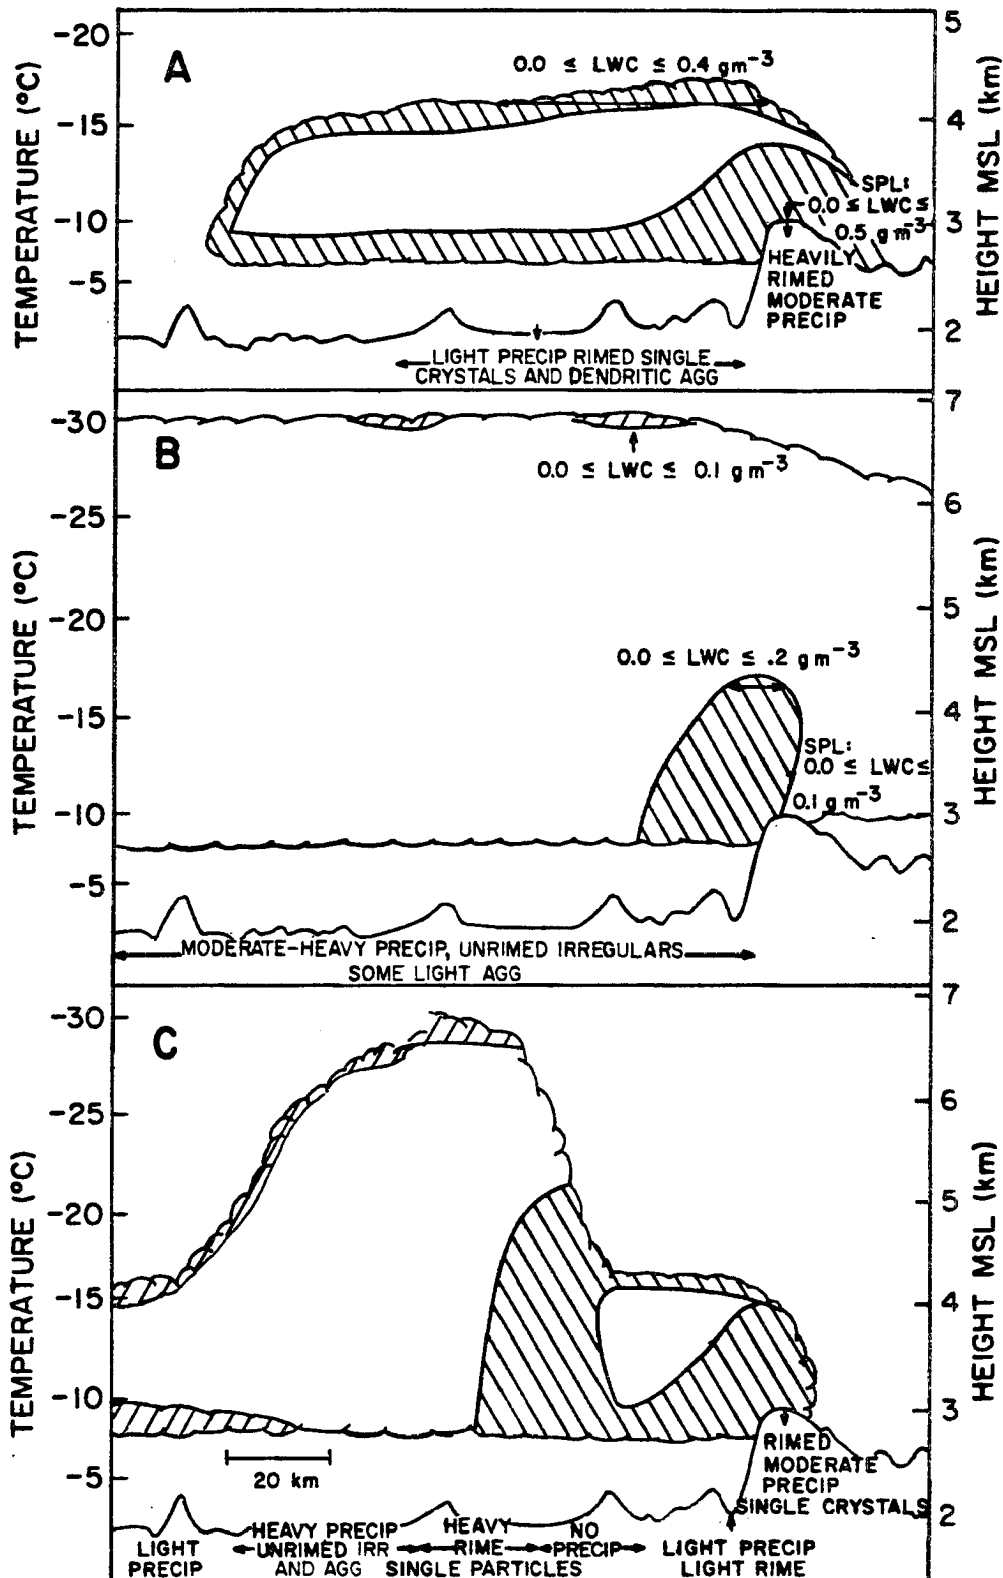 A
TEMPERATURE (°C)
-20
-15
-10
-5
HEIGHT MSL (km)
5
4
3
2
0.0 ≤ LWC ≤ 0.4 gm⁻³
SPL:
0.0 ≤ LWC ≤
0.5 gm⁻³
HEAVILY
RIMED
MODERATE
PRECIP
LIGHT PRECIP RIMED SINGLE
CRYSTALS AND DENDRITIC AGG
B
TEMPERATURE (°C)
-30
-25
-20
-15
-10
-5
HEIGHT MSL (km)
7
6
5
4
3
2
0.0 ≤ LWC ≤ 0.1 gm⁻³
0.0 ≤ LWC ≤ .2 gm⁻³
SPL:
0.0 ≤ LWC ≤
0.1 gm⁻³
MODERATE-HEAVY PRECIP, UNRIMED IRREGULARS
SOME LIGHT AGG
C
TEMPERATURE (°C)
-30
-25
-20
-15
-10
-5
HEIGHT MSL (km)
7
6
5
4
3
2
20 km
RIMED
MODERATE
PRECIP
SINGLE CRYSTALS
LIGHT
PRECIP
HEAVY PRECIP
UNRIMED IRR
AND AGG
HEAVY
RIME
SINGLE PARTICLES
NO
PRECIP
LIGHT PRECIP
LIGHT RIME